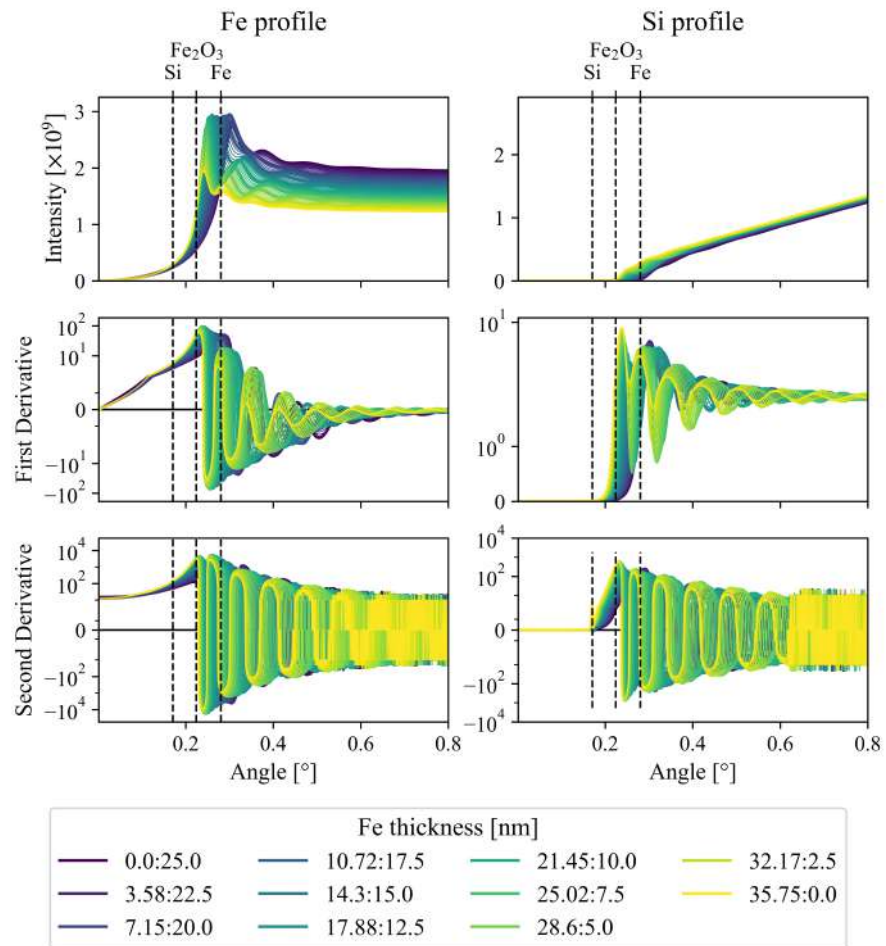 Fe profile
Si profile
Fe₂O₃
Si Fe
Fe₂O₃
Si Fe
Intensity [×10⁹]
3
2
1
0
2
1
0
First Derivative
10²
10¹
0
−10¹
−10²
10¹
10⁰
0
Second Derivative
10⁴
10²
0
−10²
−10⁴
10⁴
10²
0
−10²
−10⁴
0.2 0.4 0.6 0.8
0.2 0.4 0.6 0.8
Angle [°]
Angle [°]
Fe thickness [nm]
0.0:25.0 10.72:17.5 21.45:10.0 32.17:2.5
3.58:22.5 14.3:15.0 25.02:7.5 35.75:0.0
7.15:20.0 17.88:12.5 28.6:5.0